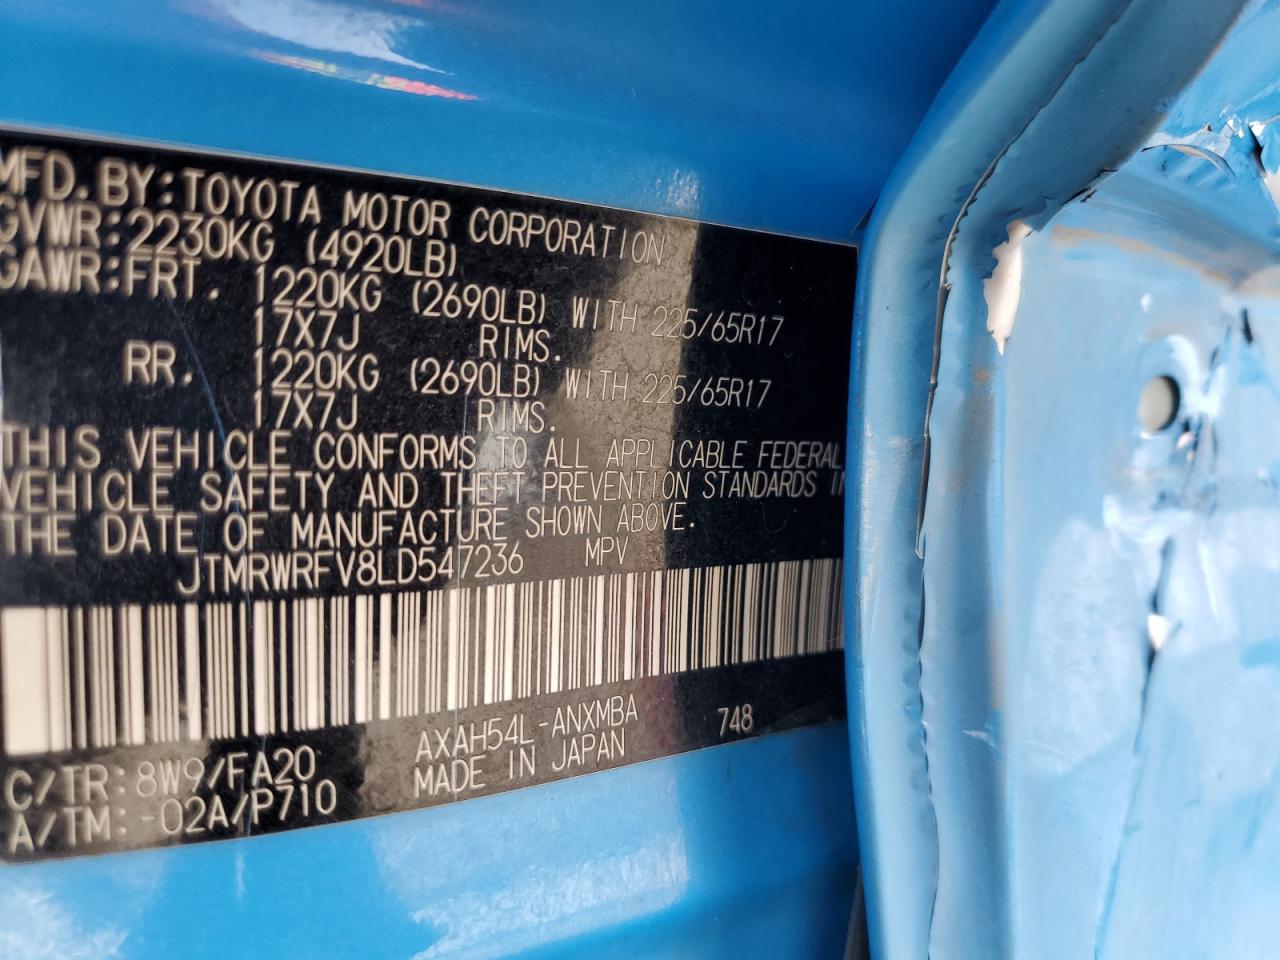 MFD.BY:TOYOTA MOTOR CORPORATION
GVWR:2230KG (4920LB)
GAWR:FRT. 1220KG (2690LB) WITH 225/65R17
17X7J RIMS.
RR. 1220KG (2690LB) WITH 225/65R17
17X7J RIMS.
THIS VEHICLE CONFORMS TO ALL APPLICABLE FEDERAL
VEHICLE SAFETY AND THEFT PREVENTION STANDARDS IN
THE DATE OF MANUFACTURE SHOWN ABOVE.
JTMRWRFV8LD547236 MPV
C/TR:8W9/FA20 AXAH54L-ANXMBA 748
A/TM:-02A/P710 MADE IN JAPAN